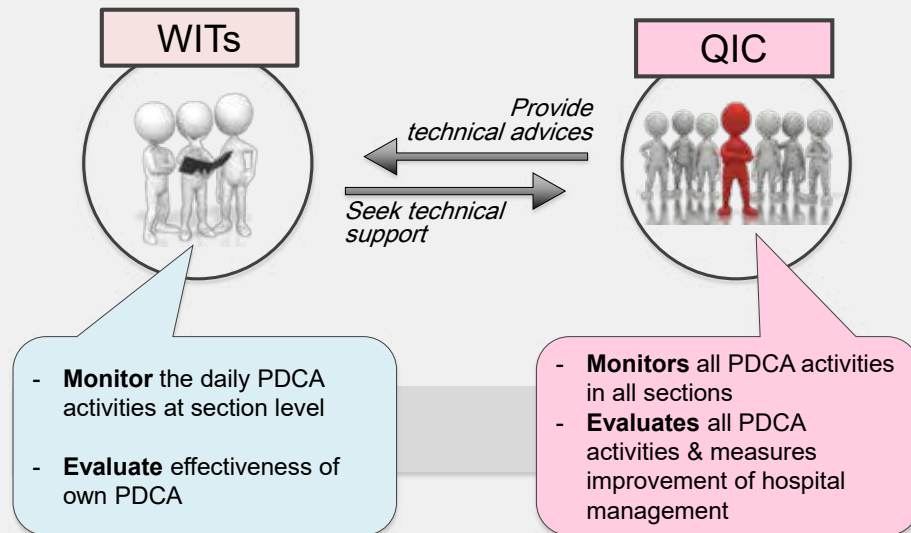 WITs
QIC
Provide
technical advices
Seek technical
support
- Monitor the daily PDCA
activities at section level
- Evaluate effectiveness of
own PDCA
- Monitors all PDCA activities
in all sections
- Evaluates all PDCA
activities & measures
improvement of hospital
management